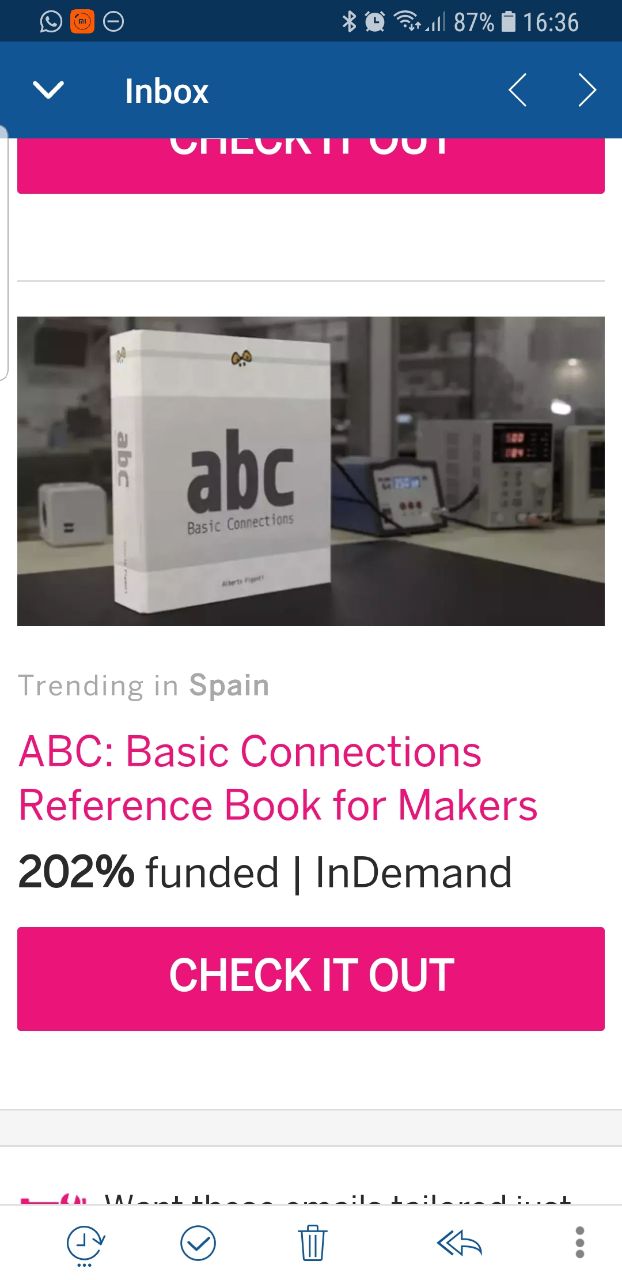 87% 16:36
Inbox
CHECK IT OUT
abc
abc
Basic Connections
Alberto Piganti
Trending in Spain
ABC: Basic Connections
Reference Book for Makers
202% funded | InDemand
CHECK IT OUT
Want these emails tailored just